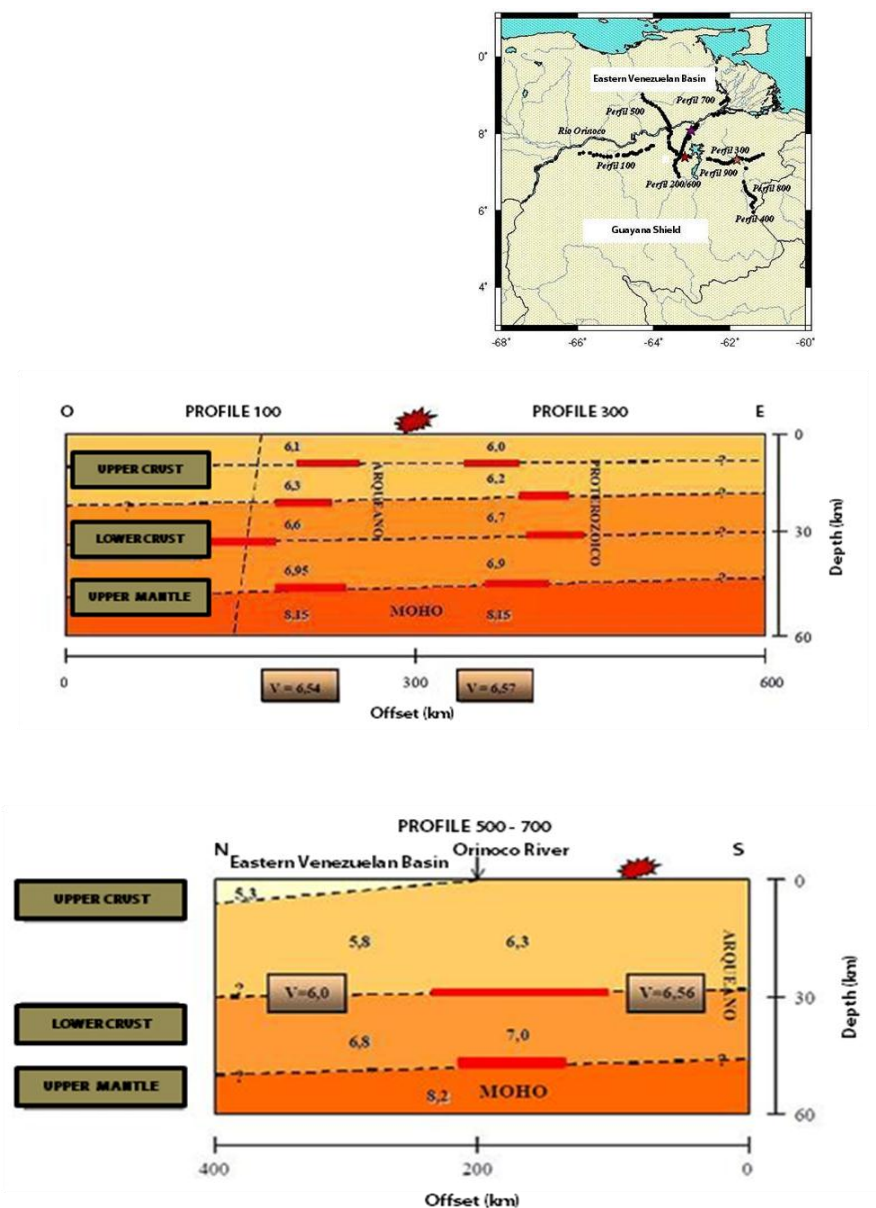 0°
Eastern Venezuelan Basin
Perfil 500
Perfil 700
8°
Río Orinoco
Perfil 300
Perfil 100
Perfil 900
Perfil 200/600
Perfil 800
6°
Perfil 400
Guayana Shield
4°
-68° -66° -64° -62° -60°
O PROFILE 100 PROFILE 300 E
0
6,1 6,0
UPPER CRUST ?
6,3 ARQUEANO 6,2 PROTEROZOICO
? ?
6,6 6,7
LOWER CRUST ? 30
Depth (km)
6,95 6,9
UPPER MANTLE ?
8,15 MOHO 8,15
60
0 V = 6,54 300 V = 6,57 600
Offset (km)
PROFILE 500 - 700
N Eastern Venezuelan Basin Orinoco River S
0
UPPER CRUST 5,3
5,8 6,3 ARQUEANO
? V=6,0 V=6,56 30
Depth (km)
LOWER CRUST 6,8 7,0
? ?
UPPER MANTLE 8,2 MOHO
60
400 200 0
Offset (km)